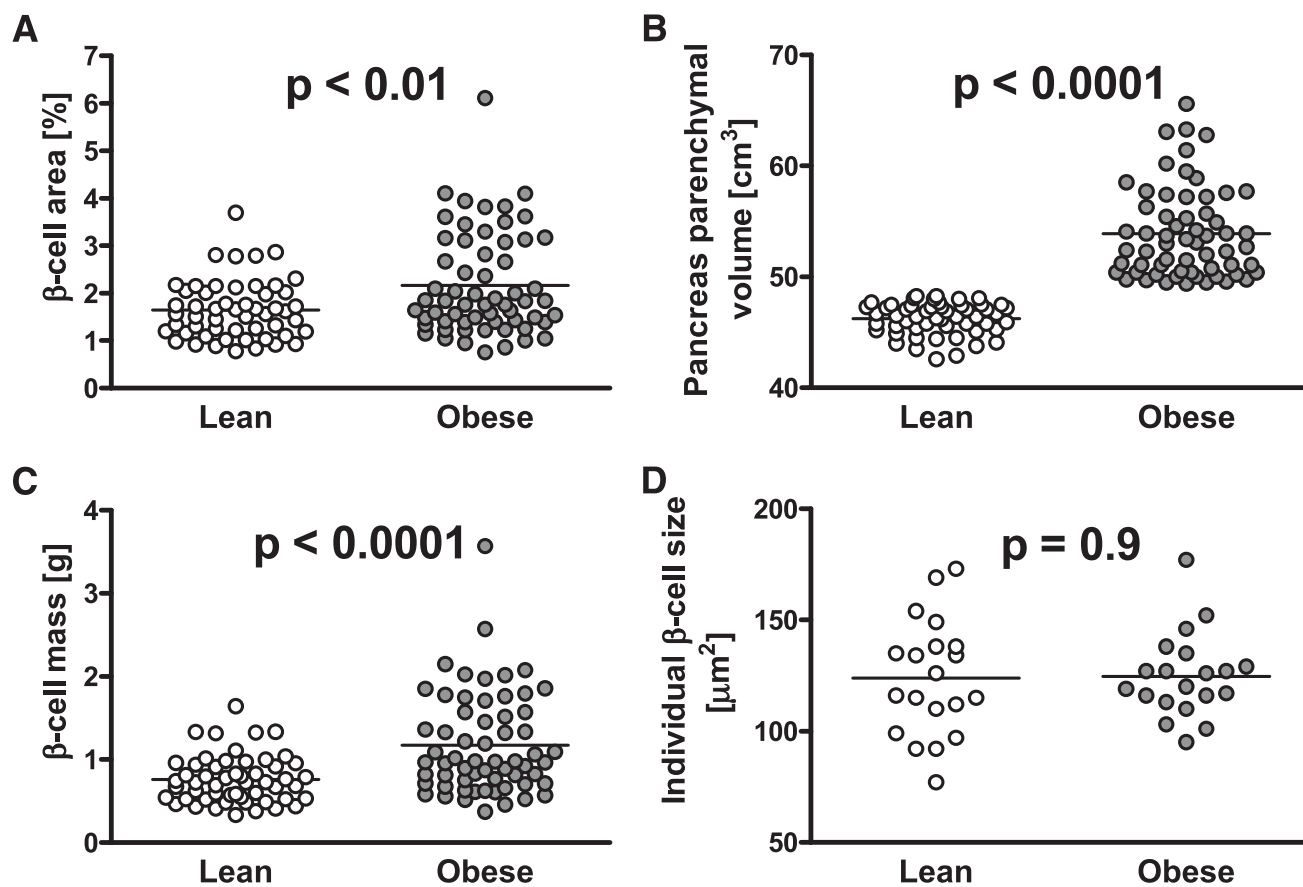 A
β-cell area [%]
7
6
5
4
3
2
1
0
p < 0.01
Lean
Obese
B
Pancreas parenchymal
volume [cm³]
70
60
50
40
p < 0.0001
Lean
Obese
C
β-cell mass [g]
4
3
2
1
0
p < 0.0001
Lean
Obese
D
Individual β-cell size
[μm²]
200
150
100
50
p = 0.9
Lean
Obese